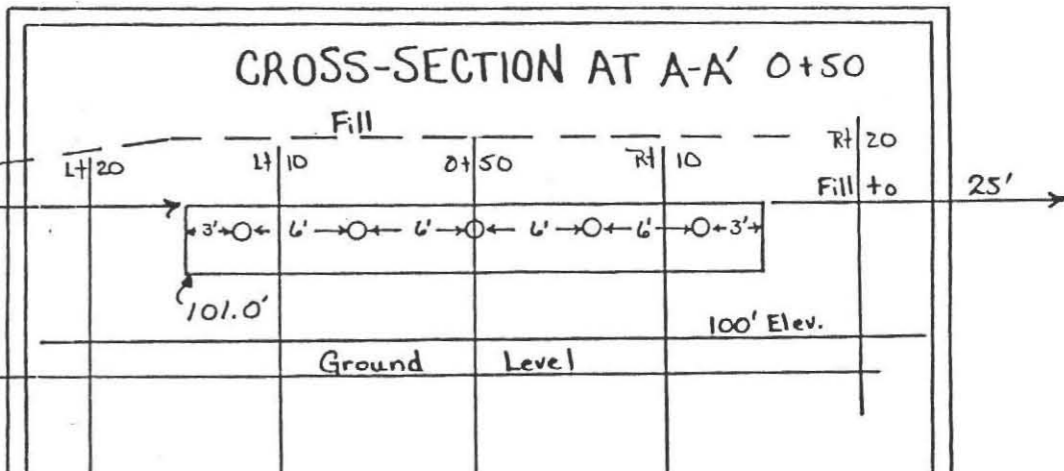 CROSS-SECTION AT A-A' 0+50
Fill
Lt 20
Lt 10
0+50
Rt 10
Rt 20
Fill to 25'
3' 6' 6' 6' 6' 3'
101.0'
100' Elev.
Ground Level